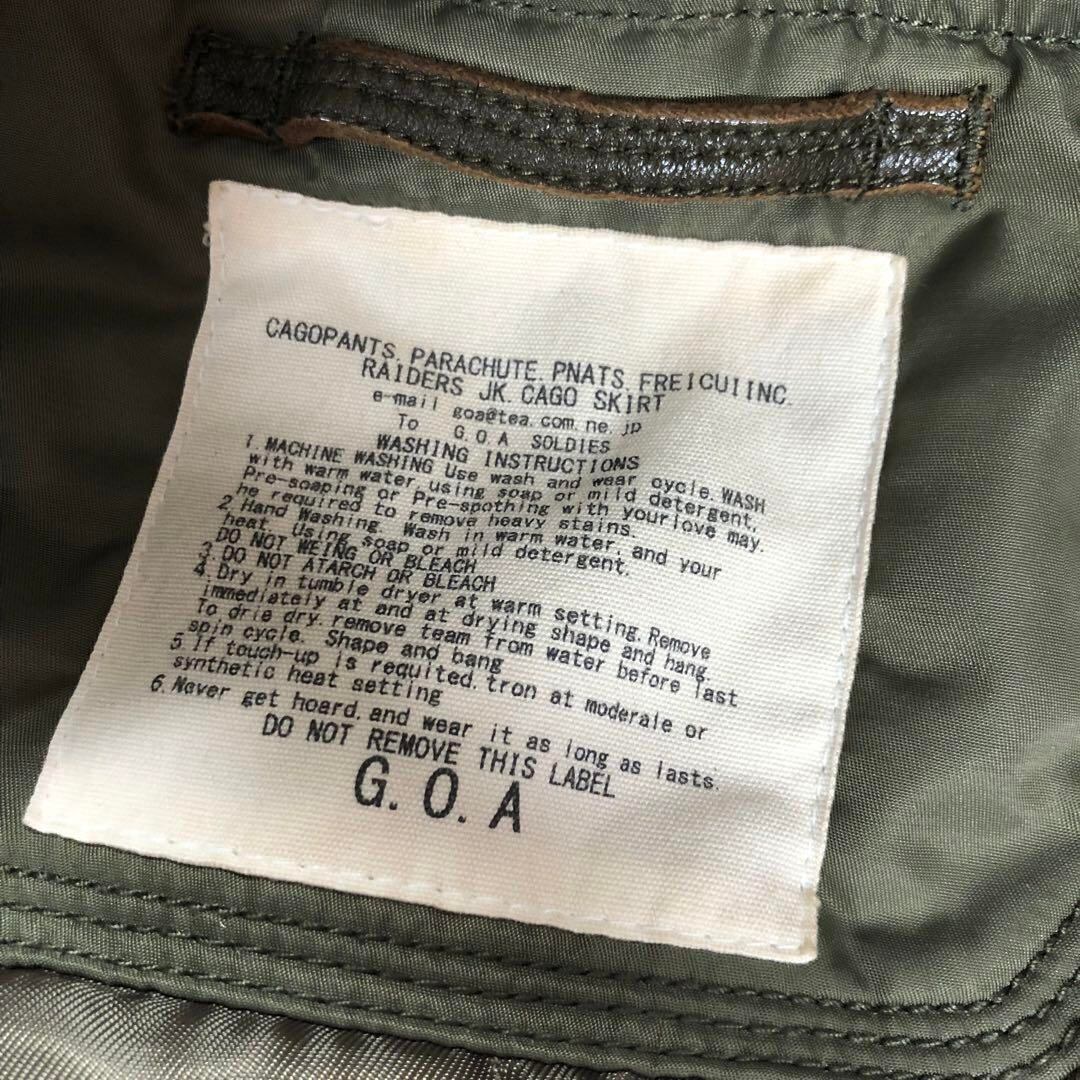 CAGOPANTS. PARACHUTE. PNATS. FREICUIINC.
RAIDERS JK. CAGO SKIRT
e-mail goa@tea.com.ne.jp
To G.O.A SOLDIES
WASHING INSTRUCTIONS
1. MACHINE WASHING Use wash and wear cycle. WASH
with warm water, using soap or mild detergent,
Pre-soaping or Pre-spothing with yourlove may.
he required to remove heavy stains.
2. Hand Washing. Wash in warm water, and your
heat. Using soap or mild detergent.
DO NOT WEING OR BLEACH
3. DO NOT ATARCH OR BLEACH
4. Dry in tumble dryer at warm setting. Remove
immediately at and at drying shape and hang.
To drie dry. remove team from water before last
spin cycle. Shape and bang
5. If touch-up is requited. tron at moderale or
synthetic heat setting
6. Naver get hoard. and wear it as long as lasts.
DO NOT REMOVE THIS LABEL
G. O. A